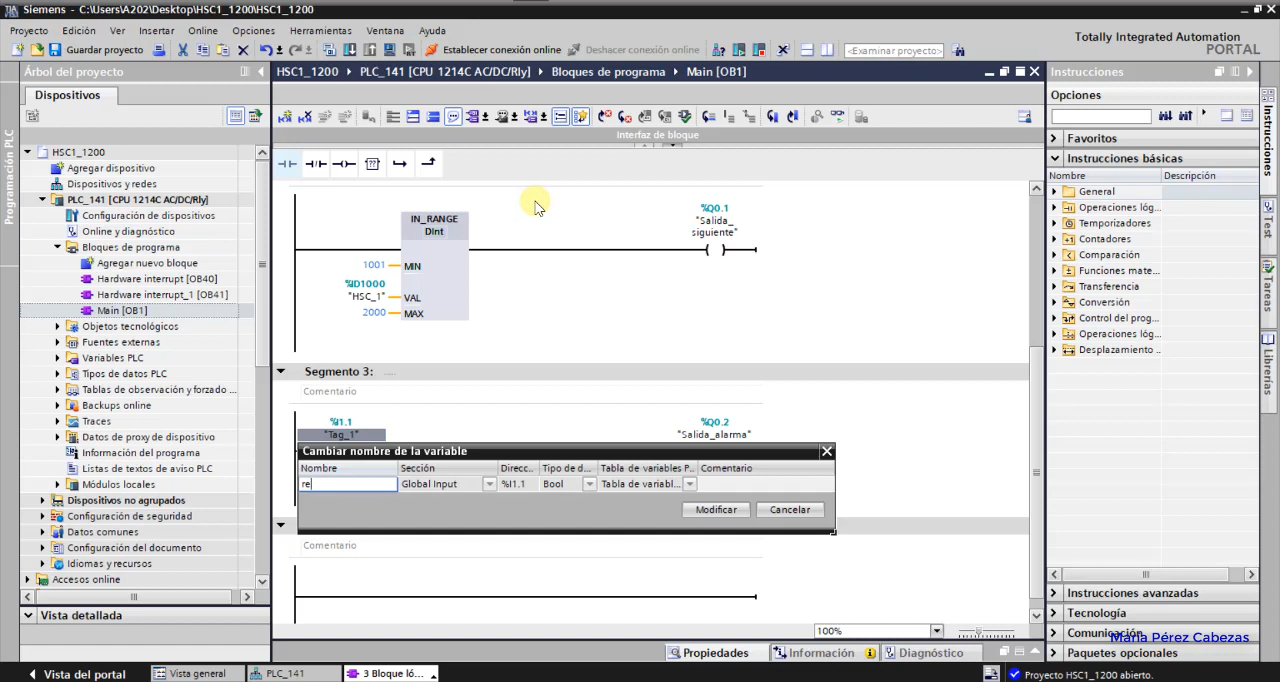 Siemens - C:\Users\A202\Desktop\HSC1_1200\HSC1_1200
Proyecto Edición Ver Insertar Online Opciones Herramientas Ventana Ayuda
Totally Integrated Automation
PORTAL
Guardar proyecto
Establecer conexión online
Deshacer conexión online
<Examinar proyecto>
Árbol del proyecto
HSC1_1200 PLC_141 [CPU 1214C AC/DC/Rly] Bloques de programa Main [OB1]
Instrucciones
Dispositivos
Opciones
Programación PLC
Interfaz de bloque
HSC1_1200
Agregar dispositivo
Dispositivos y redes
PLC_141 [CPU 1214C AC/DC/Rly]
Configuración de dispositivos
Online y diagnóstico
Bloques de programa
Agregar nuevo bloque
Hardware interrupt [OB40]
Hardware interrupt_1 [OB41]
Main [OB1]
Objetos tecnológicos
Fuentes externas
Variables PLC
Tipos de datos PLC
Tablas de observación y forzado ...
Backups online
Traces
Datos de proxy de dispositivo
Información del programa
Listas de textos de aviso PLC
Módulos locales
Dispositivos no agrupados
Configuración de seguridad
Datos comunes
Configuración del documento
Idiomas y recursos
Accesos online
Vista detallada
IN_RANGE
DInt
%Q0.1
"Salida_
siguiente"
1001 MIN
%ID1000
"HSC_1" VAL
2000 MAX
Segmento 3: .....
Comentario
%I1.1
"Tag_1"
%Q0.2
"Salida_alarma"
Cambiar nombre de la variable
Nombre Sección Direcc... Tipo de d... Tabla de variables P... Comentario
re Global Input %I1.1 Bool Tabla de variabl...
Modificar Cancelar
Comentario
100%
Propiedades Información Diagnóstico
Favoritos
Instrucciones básicas
Nombre Descripción
General
Operaciones lóg
Temporizadores
Contadores
Comparación
Funciones mate...
Transferencia
Conversión
Control del prog...
Operaciones lóg
Desplazamiento ..
Instrucciones avanzadas
Tecnología
Comunicación
María Pérez Cabezas
Paquetes opcionales
Instrucciones
Test
Tareas
Librerías
Vista del portal
Vista general
PLC_141
3 Bloque ló...
Proyecto HSC1_1200 abierto.